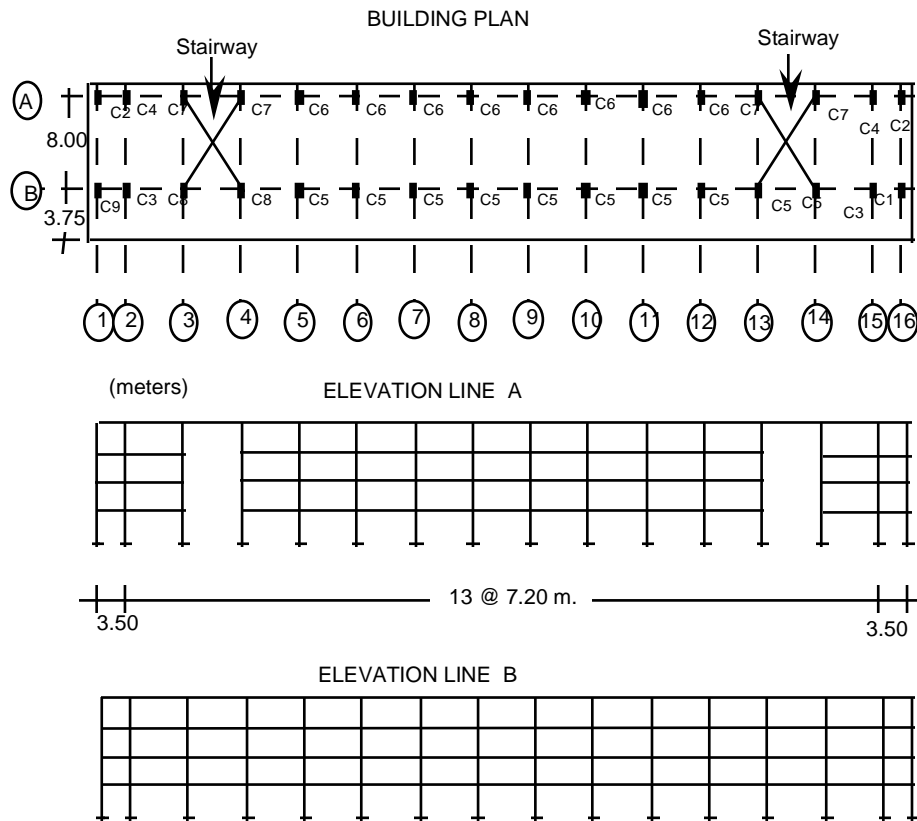 BUILDING PLAN
Stairway
Stairway
A
C2 C4 C7 C7 C6 C6 C6 C6 C6 C6 C6 C6 C7 C7 C4 C2
8.00
B
C9 C3 C8 C8 C5 C5 C5 C5 C5 C5 C5 C5 C5 C6 C3 C1
3.75
1 2 3 4 5 6 7 8 9 10 11 12 13 14 15 16
(meters)
ELEVATION LINE A
13 @ 7.20 m.
3.50
3.50
ELEVATION LINE B